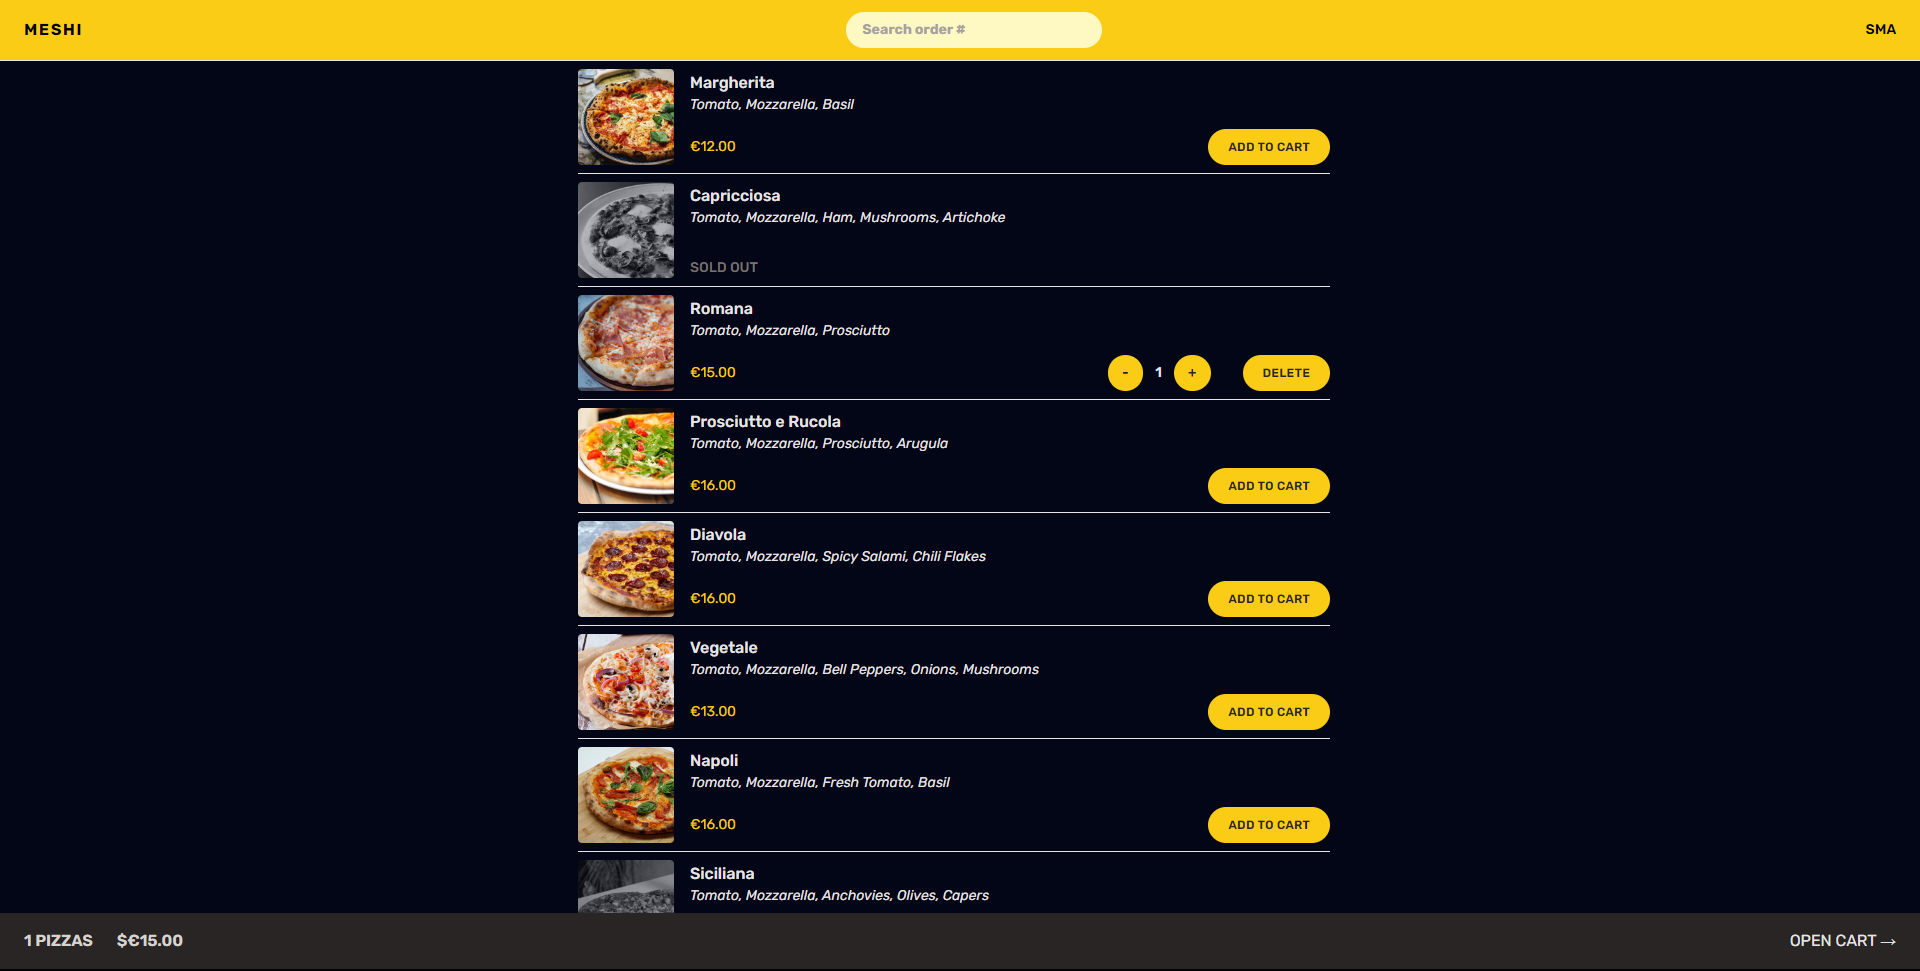 MESHI
Search order #
SMA
Margherita
Tomato, Mozzarella, Basil
€12.00
ADD TO CART
Capricciosa
Tomato, Mozzarella, Ham, Mushrooms, Artichoke
SOLD OUT
Romana
Tomato, Mozzarella, Prosciutto
€15.00
- 1 +
DELETE
Prosciutto e Rucola
Tomato, Mozzarella, Prosciutto, Arugula
€16.00
ADD TO CART
Diavola
Tomato, Mozzarella, Spicy Salami, Chili Flakes
€16.00
ADD TO CART
Vegetale
Tomato, Mozzarella, Bell Peppers, Onions, Mushrooms
€13.00
ADD TO CART
Napoli
Tomato, Mozzarella, Fresh Tomato, Basil
€16.00
ADD TO CART
Siciliana
Tomato, Mozzarella, Anchovies, Olives, Capers
1 PIZZAS
$€15.00
OPEN CART →